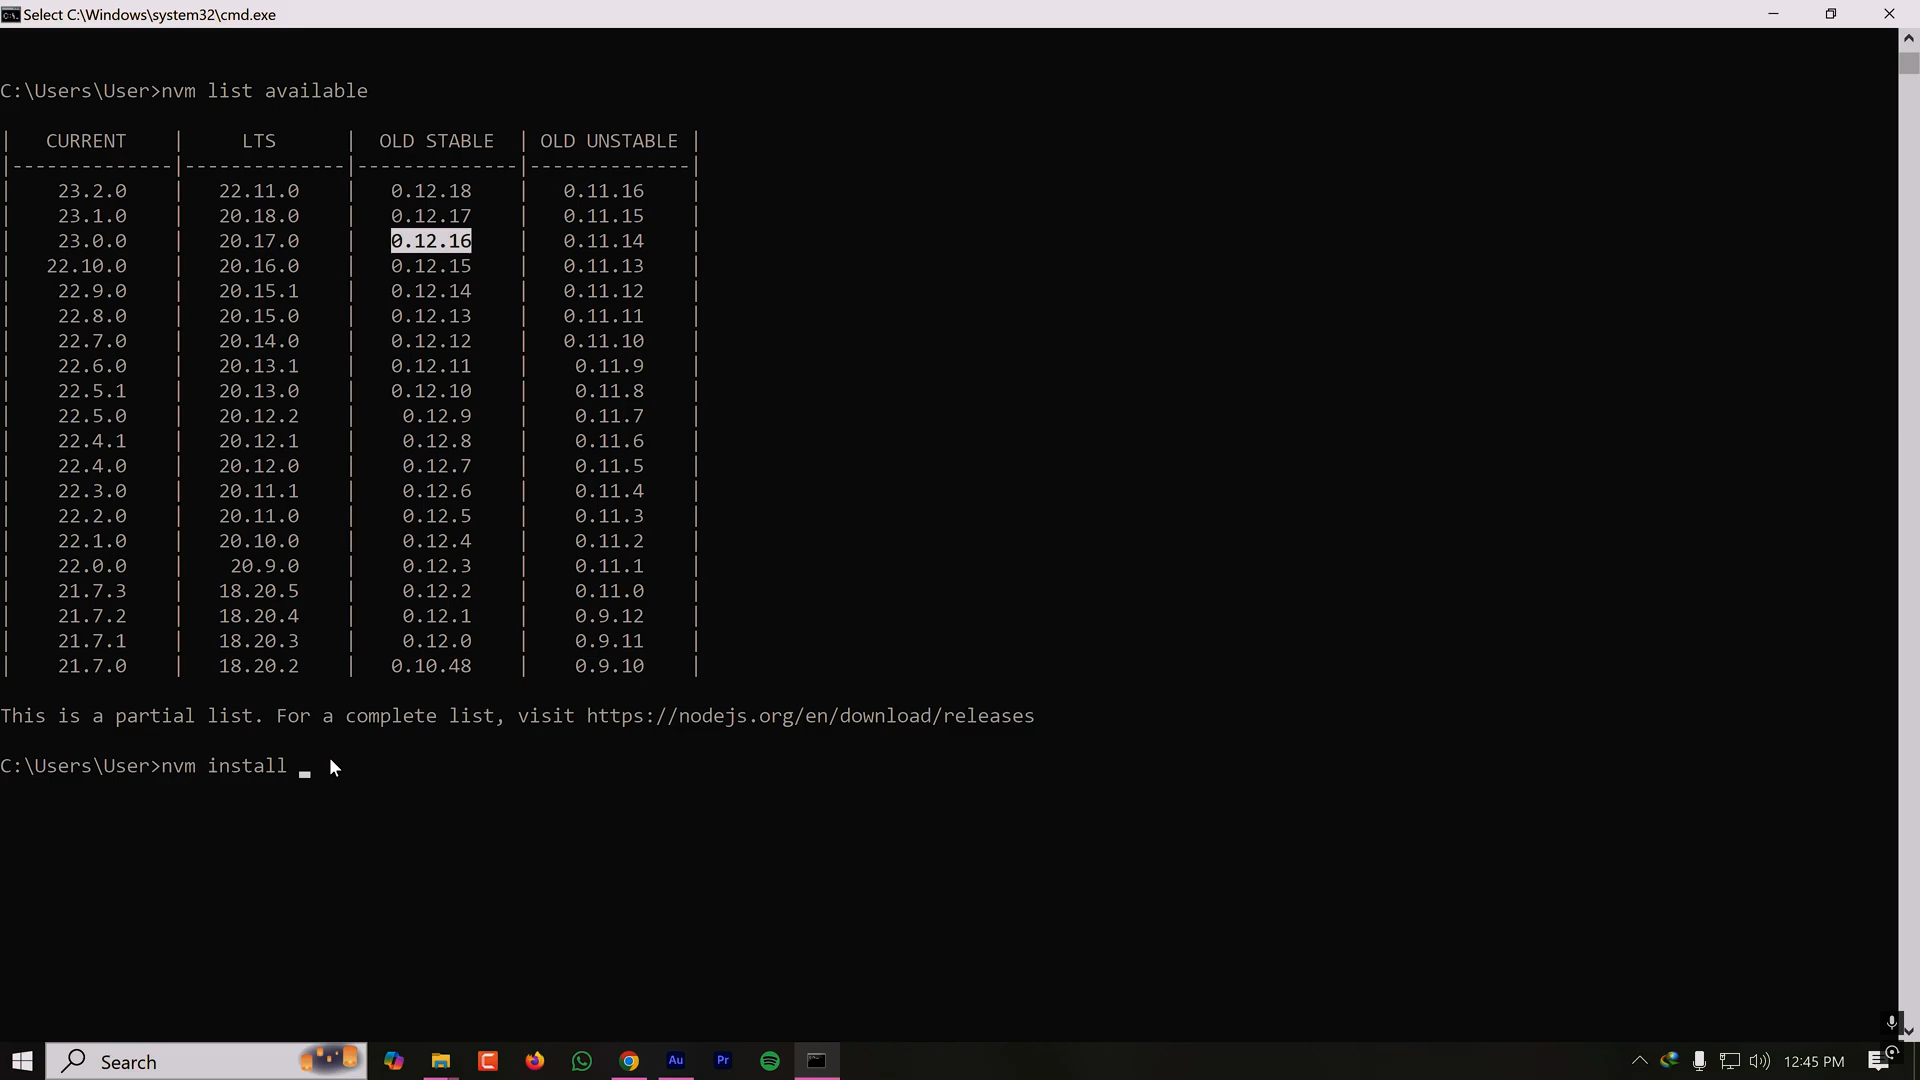 Select C:\Windows\system32\cmd.exe
C:\Users\User>nvm list available
| CURRENT | LTS | OLD STABLE | OLD UNSTABLE |
|--------------|--------------|--------------|--------------|
| 23.2.0 | 22.11.0 | 0.12.18 | 0.11.16 |
| 23.1.0 | 20.18.0 | 0.12.17 | 0.11.15 |
| 23.0.0 | 20.17.0 | 0.12.16 | 0.11.14 |
| 22.10.0 | 20.16.0 | 0.12.15 | 0.11.13 |
| 22.9.0 | 20.15.1 | 0.12.14 | 0.11.12 |
| 22.8.0 | 20.15.0 | 0.12.13 | 0.11.11 |
| 22.7.0 | 20.14.0 | 0.12.12 | 0.11.10 |
| 22.6.0 | 20.13.1 | 0.12.11 | 0.11.9 |
| 22.5.1 | 20.13.0 | 0.12.10 | 0.11.8 |
| 22.5.0 | 20.12.2 | 0.12.9 | 0.11.7 |
| 22.4.1 | 20.12.1 | 0.12.8 | 0.11.6 |
| 22.4.0 | 20.12.0 | 0.12.7 | 0.11.5 |
| 22.3.0 | 20.11.1 | 0.12.6 | 0.11.4 |
| 22.2.0 | 20.11.0 | 0.12.5 | 0.11.3 |
| 22.1.0 | 20.10.0 | 0.12.4 | 0.11.2 |
| 22.0.0 | 20.9.0 | 0.12.3 | 0.11.1 |
| 21.7.3 | 18.20.5 | 0.12.2 | 0.11.0 |
| 21.7.2 | 18.20.4 | 0.12.1 | 0.9.12 |
| 21.7.1 | 18.20.3 | 0.12.0 | 0.9.11 |
| 21.7.0 | 18.20.2 | 0.10.48 | 0.9.10 |
This is a partial list. For a complete list, visit https://nodejs.org/en/download/releases
C:\Users\User>nvm install
Search
Au
Pr
12:45 PM